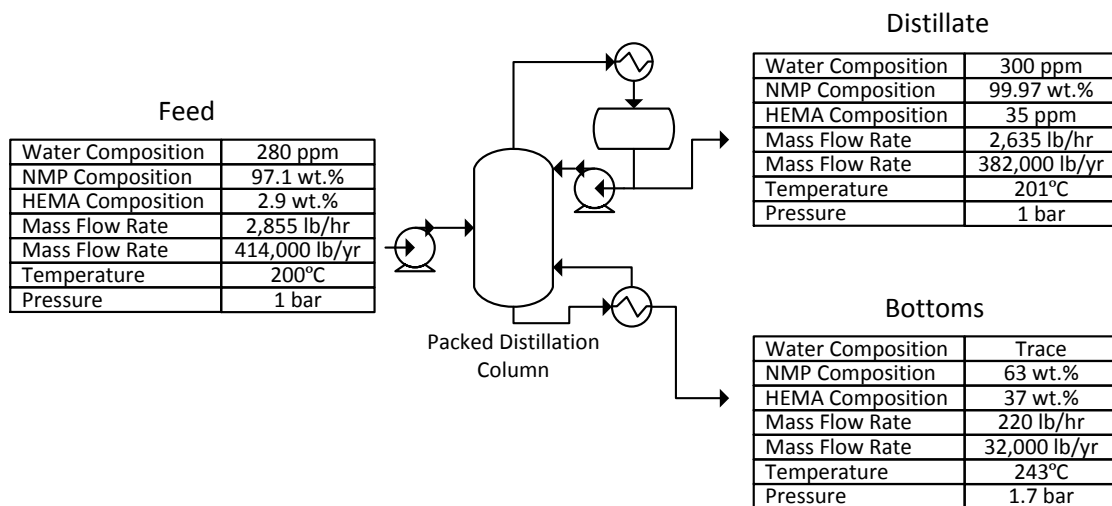 Distillate
Water Composition 300 ppm
NMP Composition 99.97 wt.%
HEMA Composition 35 ppm
Mass Flow Rate 2,635 lb/hr
Mass Flow Rate 382,000 lb/yr
Temperature 201°C
Pressure 1 bar
Feed
Water Composition 280 ppm
NMP Composition 97.1 wt.%
HEMA Composition 2.9 wt.%
Mass Flow Rate 2,855 lb/hr
Mass Flow Rate 414,000 lb/yr
Temperature 200°C
Pressure 1 bar
Packed Distillation
Column
Bottoms
Water Composition Trace
NMP Composition 63 wt.%
HEMA Composition 37 wt.%
Mass Flow Rate 220 lb/hr
Mass Flow Rate 32,000 lb/yr
Temperature 243°C
Pressure 1.7 bar